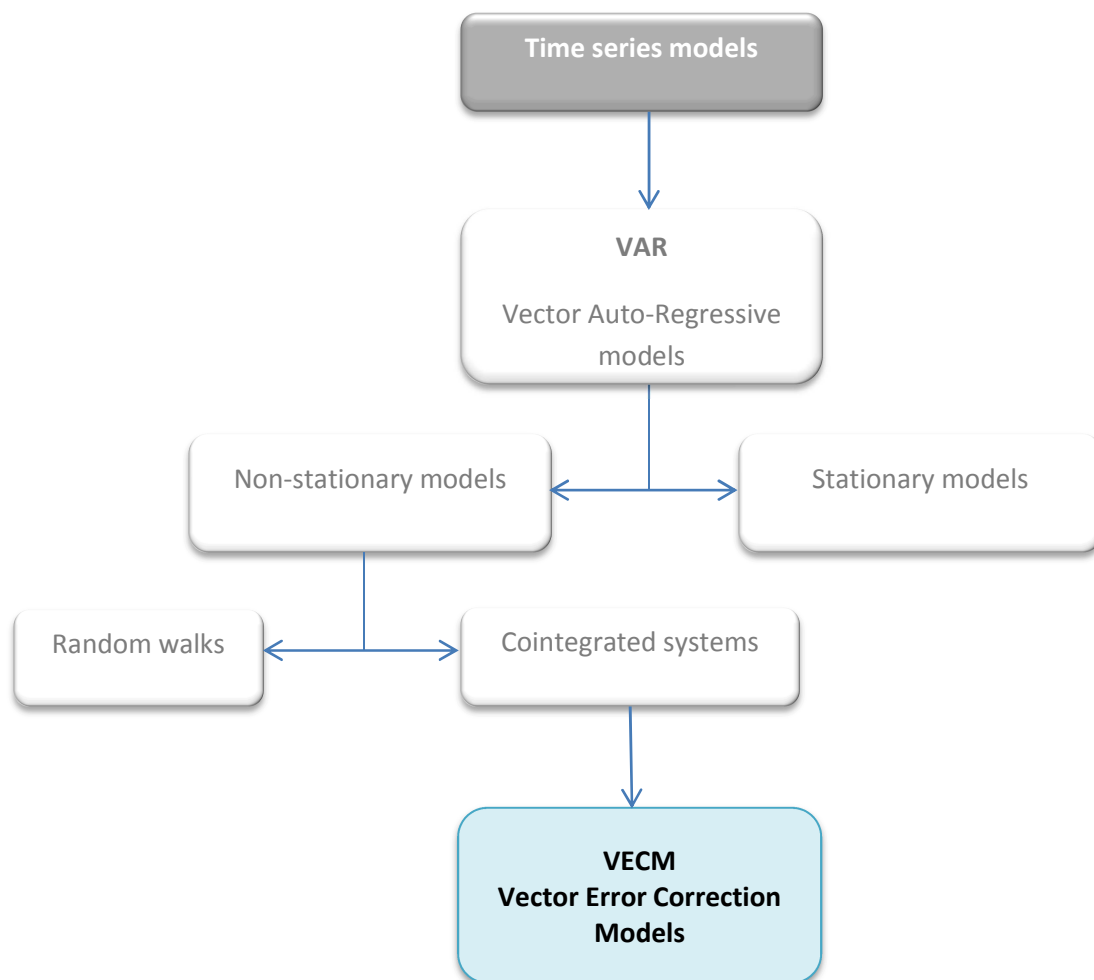 Time series models
VAR
Vector Auto-Regressive
models
Non-stationary models
Stationary models
Random walks
Cointegrated systems
VECM
Vector Error Correction
Models